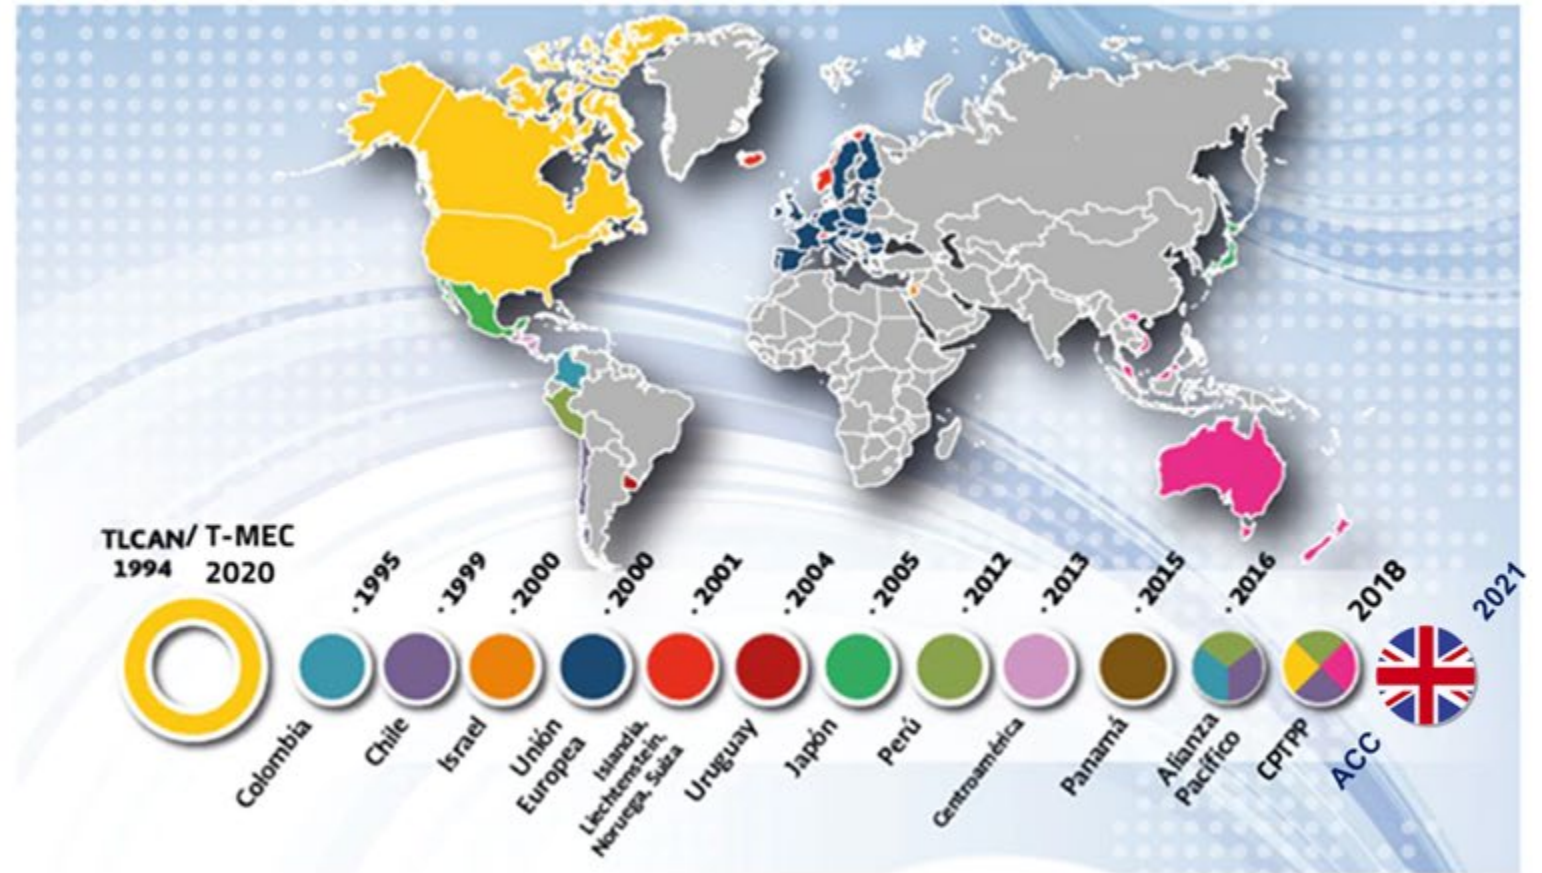 TLCAN/ T-MEC
1994 2020
· 1995
· 1999
· 2000
· 2000
· 2001
· 2004
· 2005
· 2012
· 2013
· 2015
· 2016
2018
2021
Colombia
Chile
Israel
Unión
Europea
Islandia,
Liechtenstein,
Noruega, Suiza
Uruguay
Japón
Perú
Centroamérica
Panamá
Alianza
Pacífico
CPTPP
ACC